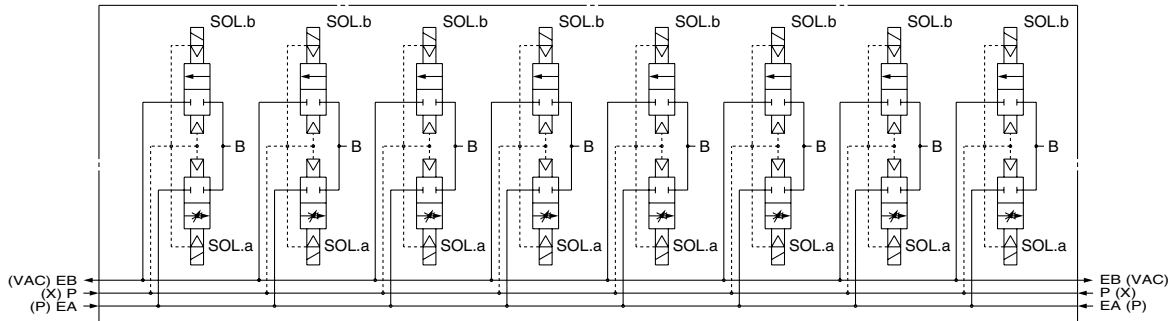 SOL.b SOL.b SOL.b SOL.b SOL.b SOL.b SOL.b SOL.b
B B B B B B B B
SOL.a SOL.a SOL.a SOL.a SOL.a SOL.a SOL.a SOL.a
(VAC) EB EB (VAC)
(X) P P (X)
(P) EA EA (P)